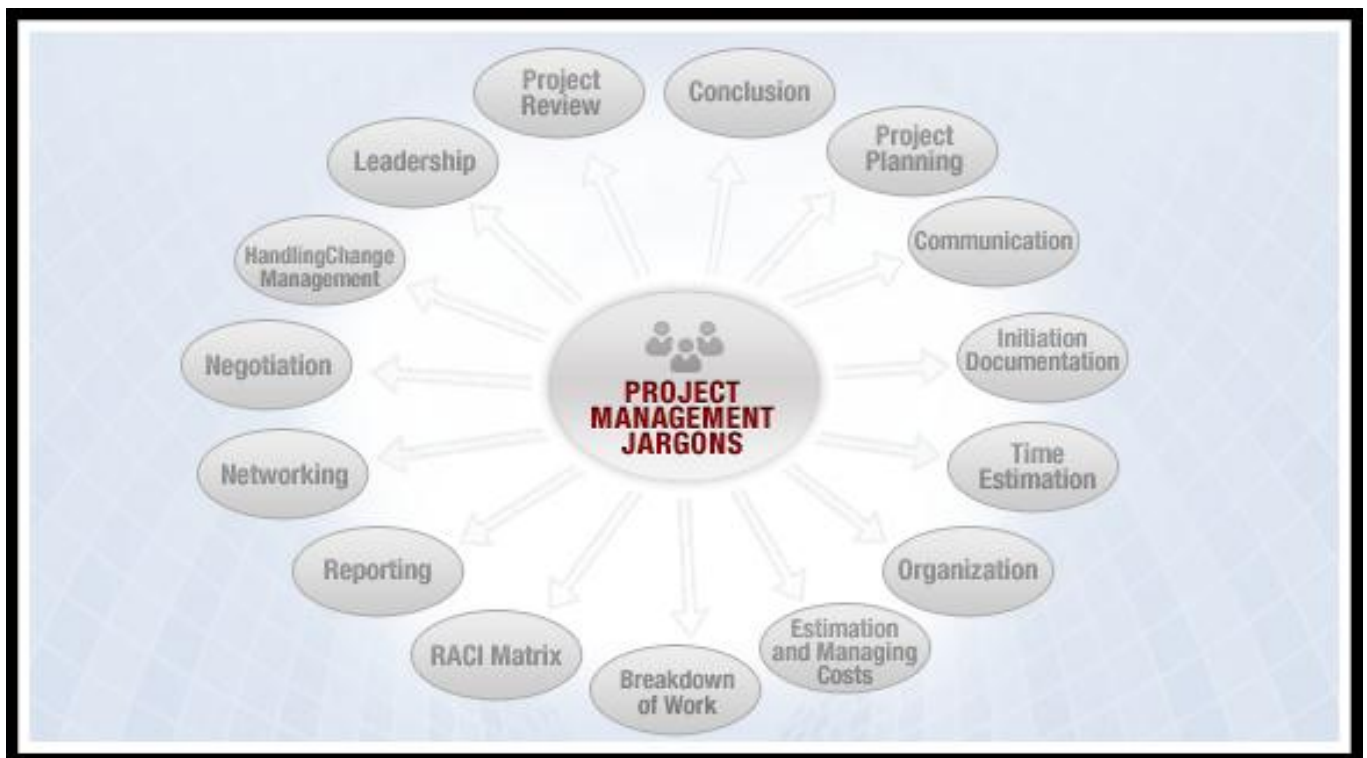 Project
Review
Conclusion
Project
Planning
Communication
Initiation
Documentation
Time
Estimation
Organization
Estimation
and Managing
Costs
Breakdown
of Work
RACI Matrix
Reporting
Networking
Negotiation
HandlingChange
Management
Leadership
PROJECT
MANAGEMENT
JARGONS